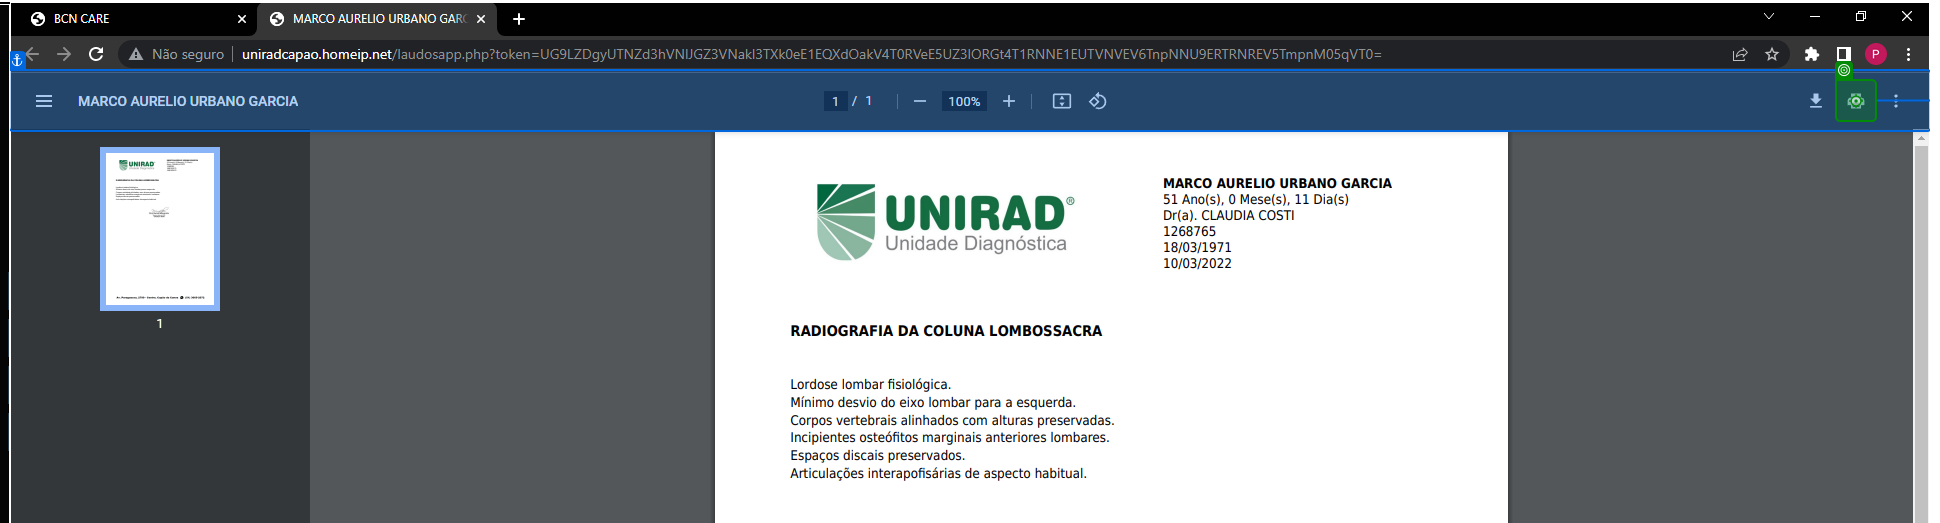 BCN CARE
MARCO AURELIO URBANO GARC
Não seguro
uniradcapao.homeip.net/laudosapp.php?token=UG9LZDgyUTNZd3hVNlJGZ3VNakI3TXk0eE1EQXdOakV4T0RVeE5UZ3lORGt4T1RNNE1EUTVNVEV6TnpNNU9ERTRNREV5TmpnM05qVT0=
P
MARCO AURELIO URBANO GARCIA
1 / 1
100%
1
UNIRAD®
Unidade Diagnóstica
MARCO AURELIO URBANO GARCIA
51 Ano(s), 0 Mese(s), 11 Dia(s)
Dr(a). CLAUDIA COSTI
1268765
18/03/1971
10/03/2022
RADIOGRAFIA DA COLUNA LOMBOSSACRA
Lordose lombar fisiológica.
Mínimo desvio do eixo lombar para a esquerda.
Corpos vertebrais alinhados com alturas preservadas.
Incipientes osteófitos marginais anteriores lombares.
Espaços discais preservados.
Articulações interapofisárias de aspecto habitual.